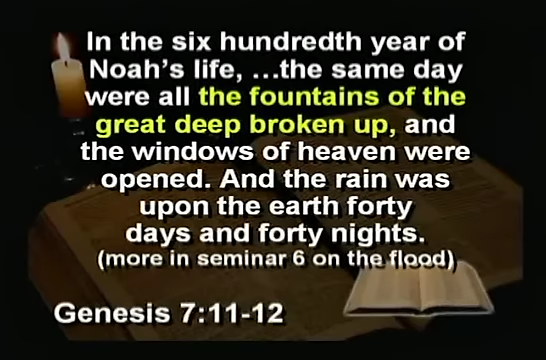 In the six hundredth year of
Noah's life, ...the same day
were all the fountains of the
great deep broken up, and
the windows of heaven were
opened. And the rain was
upon the earth forty
days and forty nights.
(more in seminar 6 on the flood)
Genesis 7:11-12